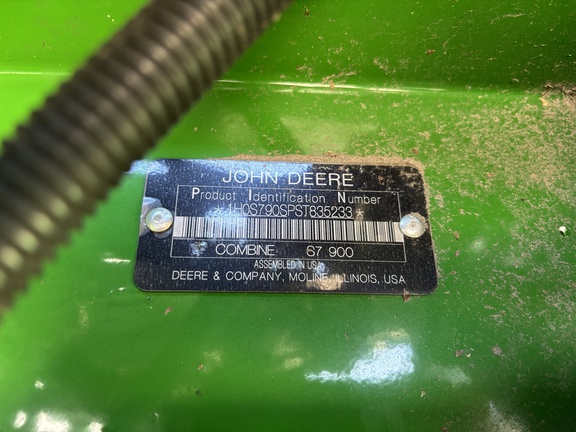 JOHN DEERE
Product Identification Number
*1H0S790SPST835233*
COMBINE S7 900
ASSEMBLED IN USA
DEERE & COMPANY, MOLINE, ILLINOIS, USA